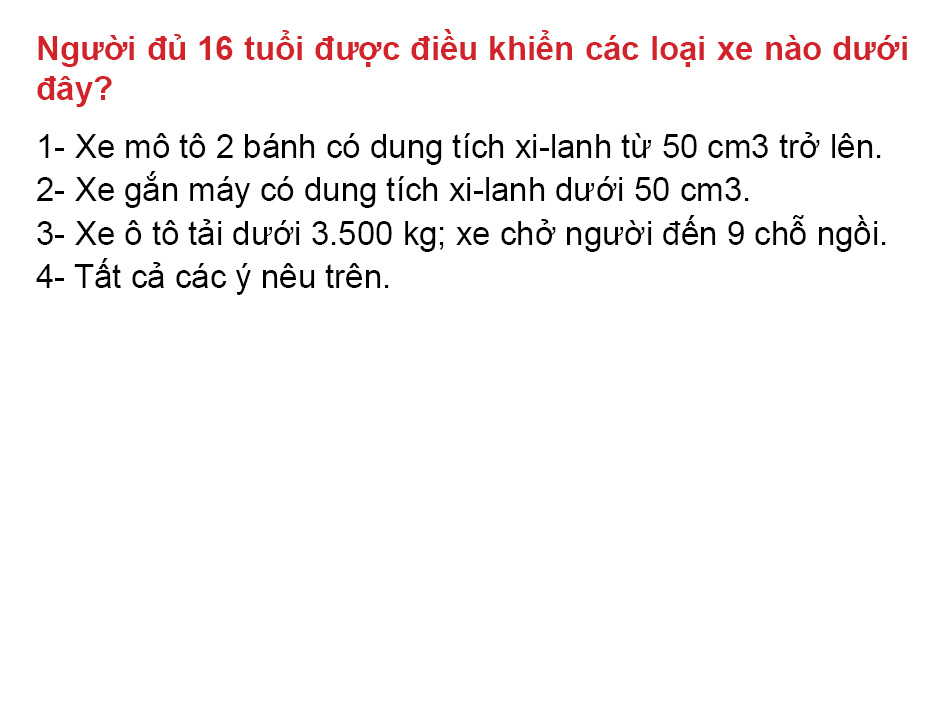 Người đủ 16 tuổi được điều khiển các loại xe nào dưới
đây?
1- Xe mô tô 2 bánh có dung tích xi-lanh từ 50 cm3 trở lên.
2- Xe gắn máy có dung tích xi-lanh dưới 50 cm3.
3- Xe ô tô tải dưới 3.500 kg; xe chở người đến 9 chỗ ngồi.
4- Tất cả các ý nêu trên.